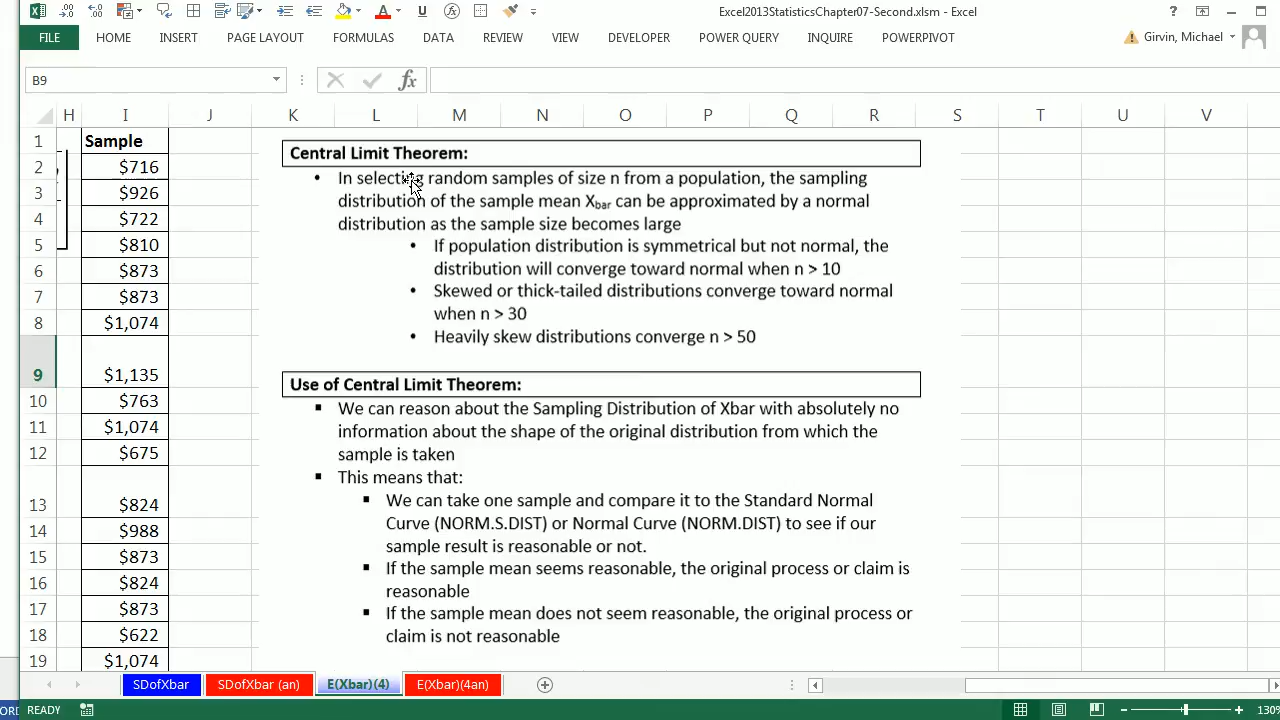 Excel2013StatisticsChapter07-Second.xlsm - Excel
FILE HOME INSERT PAGE LAYOUT FORMULAS DATA REVIEW VIEW DEVELOPER POWER QUERY INQUIRE POWERPIVOT Girvin, Michael
B9 fx
H I J K L M N O P Q R S T U V
1 Sample
2 $716
3 $926
4 $722
5 $810
6 $873
7 $873
8 $1,074
9 $1,135
10 $763
11 $1,074
12 $675
13 $824
14 $988
15 $873
16 $824
17 $873
18 $622
19 $1,074
Central Limit Theorem:
• In selecting random samples of size n from a population, the sampling
distribution of the sample mean Xbar can be approximated by a normal
distribution as the sample size becomes large
• If population distribution is symmetrical but not normal, the
distribution will converge toward normal when n > 10
• Skewed or thick-tailed distributions converge toward normal
when n > 30
• Heavily skew distributions converge n > 50
Use of Central Limit Theorem:
▪ We can reason about the Sampling Distribution of Xbar with absolutely no
information about the shape of the original distribution from which the
sample is taken
▪ This means that:
▪ We can take one sample and compare it to the Standard Normal
Curve (NORM.S.DIST) or Normal Curve (NORM.DIST) to see if our
sample result is reasonable or not.
▪ If the sample mean seems reasonable, the original process or claim is
reasonable
▪ If the sample mean does not seem reasonable, the original process or
claim is not reasonable
SDofXbar SDofXbar (an) E(Xbar)(4) E(Xbar)(4an)
READY 130%